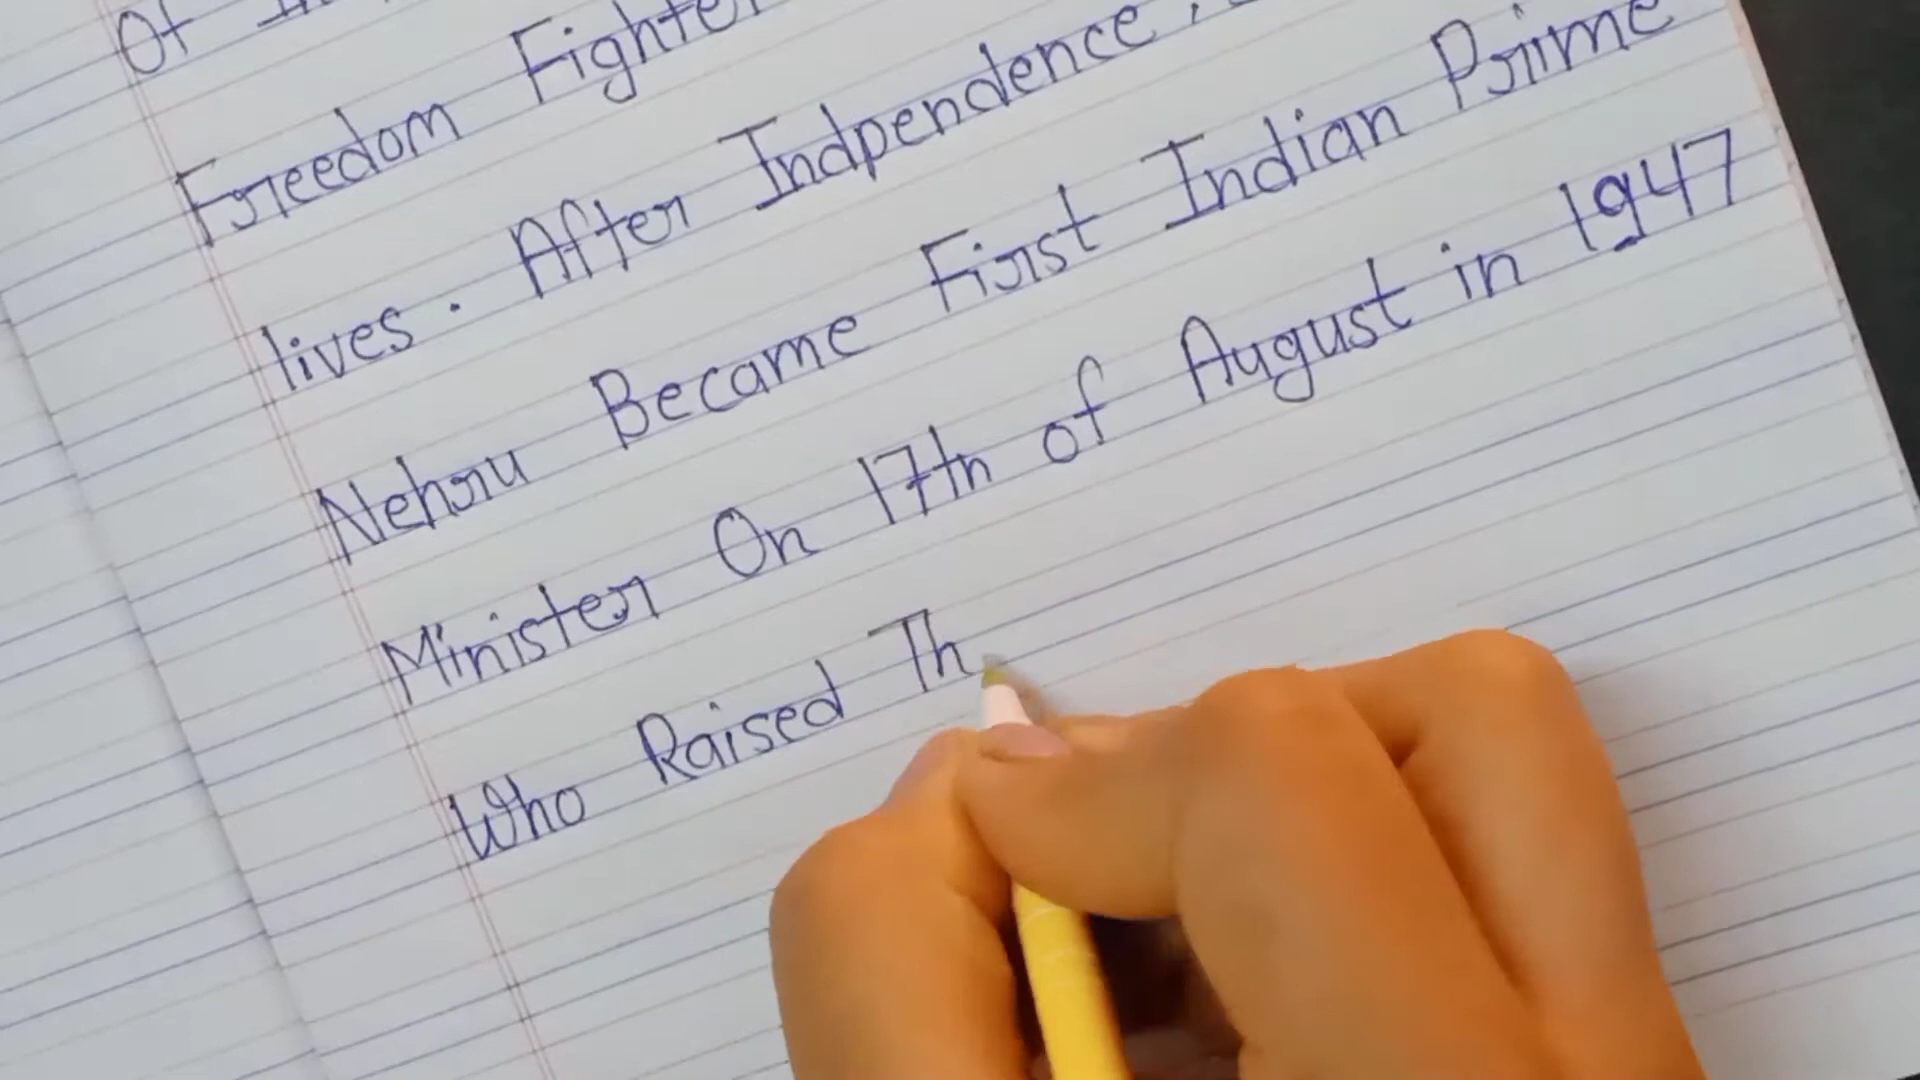 Of
Freedom Fighter
lives. After Indpendence,
Nehru Became First Indian Prime
Minister On 17th of August in 1947
Who Raised Th